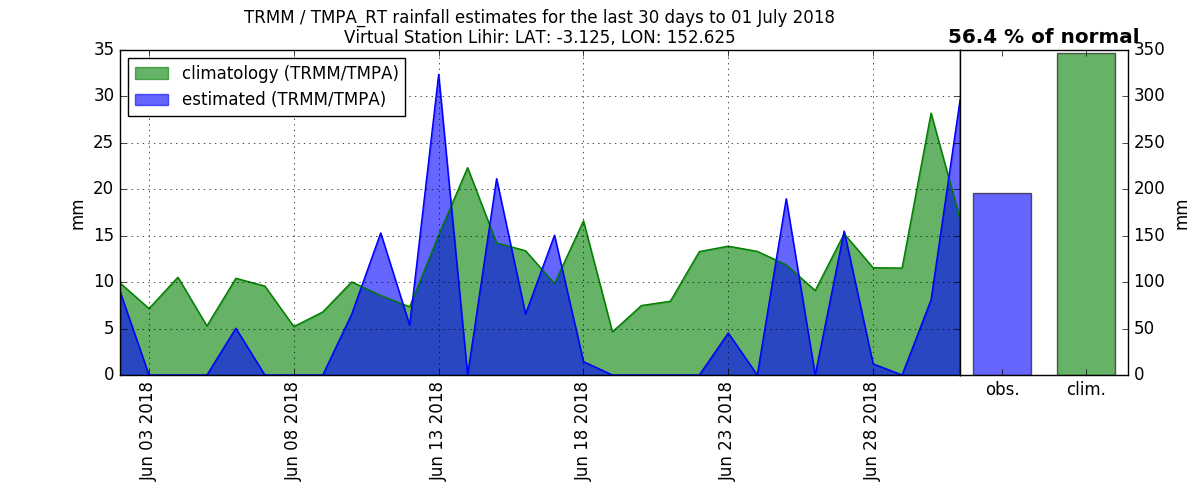 TRMM / TMPA_RT rainfall estimates for the last 30 days to 01 July 2018
Virtual Station Lihir: LAT: -3.125, LON: 152.625
56.4 % of normal
climatology (TRMM/TMPA)
estimated (TRMM/TMPA)
35
30
25
20
15
10
5
0
mm
350
300
250
200
150
100
50
0
mm
Jun 03 2018
Jun 08 2018
Jun 13 2018
Jun 18 2018
Jun 23 2018
Jun 28 2018
obs.
clim.